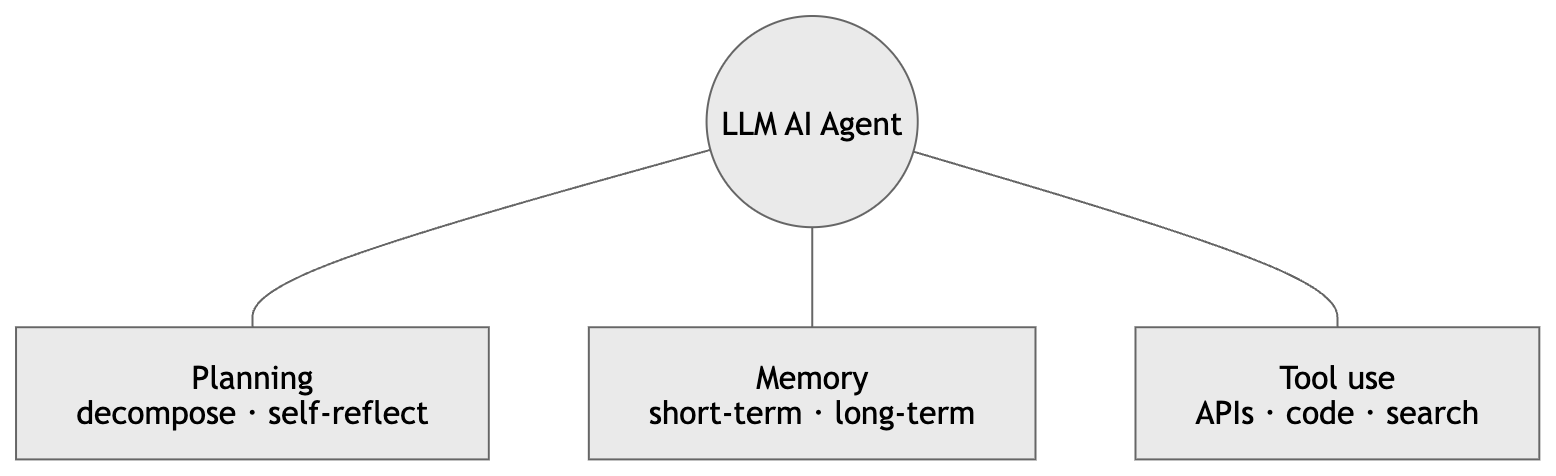 LLM AI Agent
Planning
decompose · self-reflect
Memory
short-term · long-term
Tool use
APIs · code · search